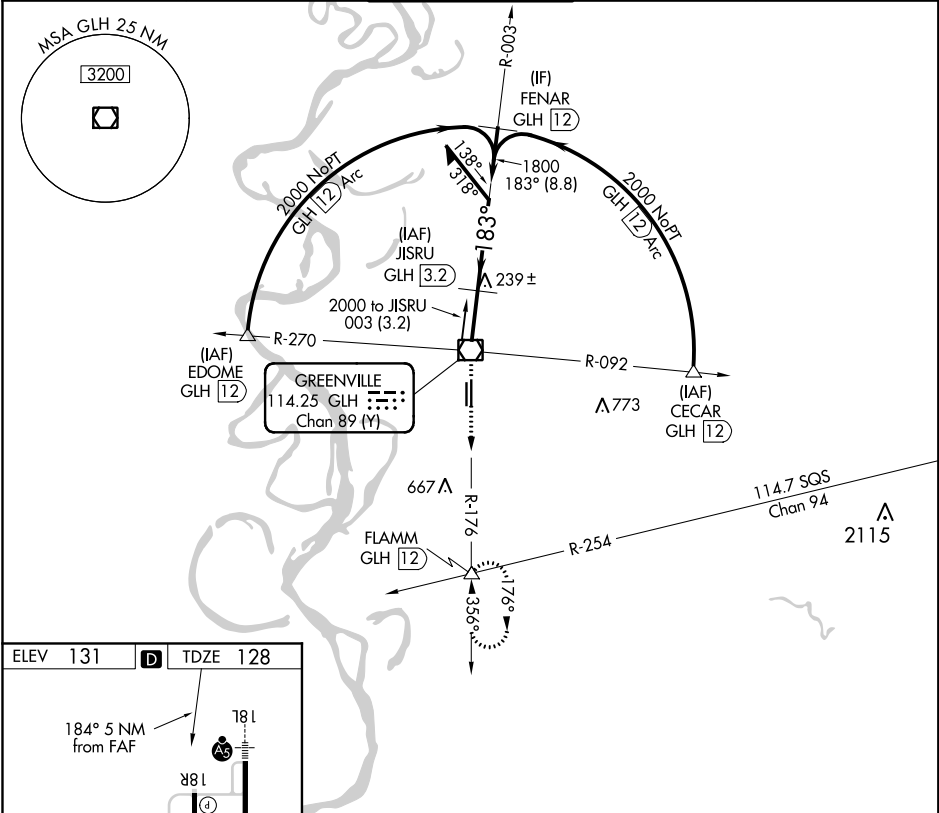 MSA GLH 25 NM
3200
R-003
(IF)
FENAR
GLH 12
2000 NoPT
GLH 12 Arc
138°
318°
1800
183° (8.8)
2000 NoPT
GLH 12 Arc
183°
(IAF)
JISRU
GLH 3.2
239 ±
2000 to JISRU
003 (3.2)
R-270
(IAF)
EDOME
GLH 12
R-092
(IAF)
CECAR
GLH 12
GREENVILLE
114.25 GLH
Chan 89 (Y)
773
667
R-176
114.7 SQS
Chan 94
2115
FLAMM
GLH 12
R-254
356°
176°
ELEV 131 D TDZE 128
184° 5 NM
from FAF
18L
A5
18R
P